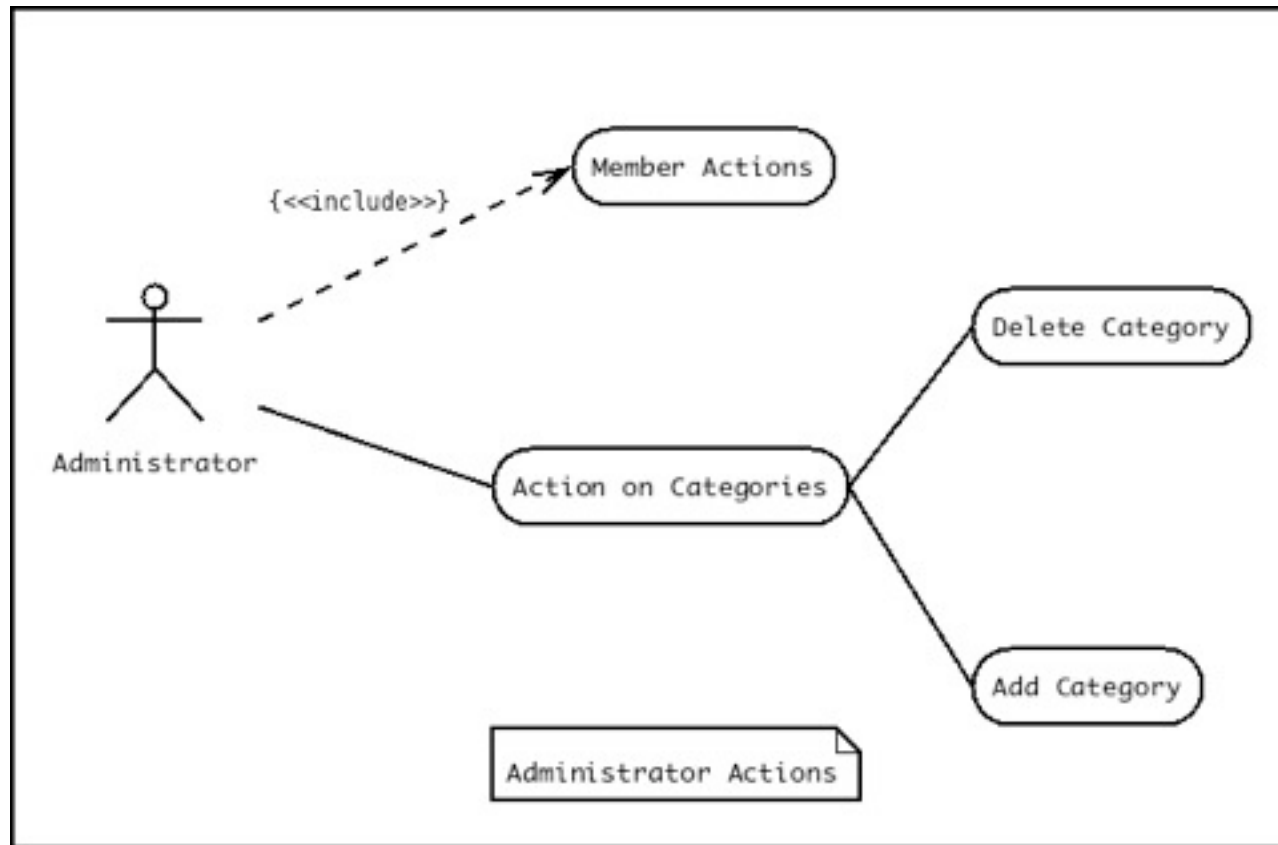 Member Actions
{<<include>>}
Delete Category
Administrator
Action on Categories
Add Category
Administrator Actions